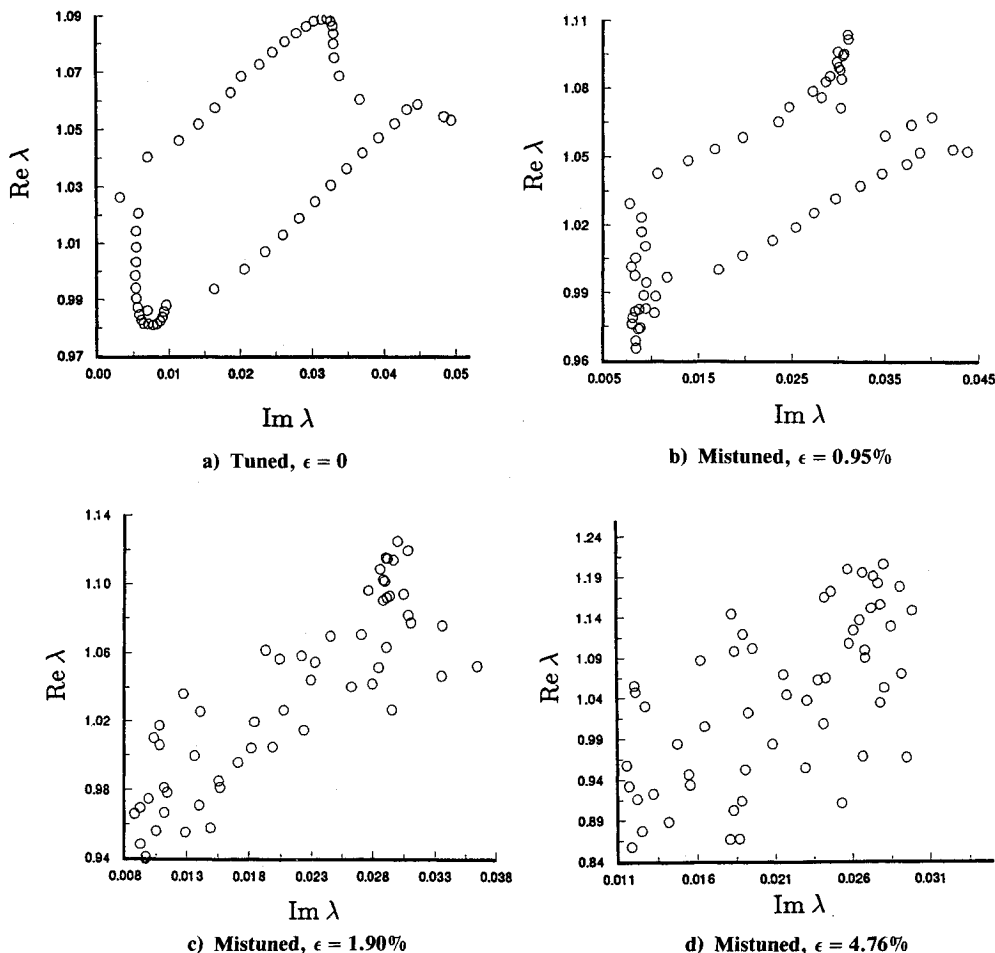 1.09
1.07
1.05
1.03
1.01
0.99
0.97
Re λ
0.00 0.01 0.02 0.03 0.04 0.05
Im λ
a) Tuned, ϵ = 0
1.11
1.08
1.05
1.02
0.99
0.96
Re λ
0.005 0.015 0.025 0.035 0.045
Im λ
b) Mistuned, ϵ = 0.95%
1.14
1.10
1.06
1.02
0.98
0.94
Re λ
0.008 0.013 0.018 0.023 0.028 0.033 0.038
Im λ
c) Mistuned, ϵ = 1.90%
1.24
1.19
1.14
1.09
1.04
0.99
0.94
0.89
0.84
Re λ
0.011 0.016 0.021 0.026 0.031
Im λ
d) Mistuned, ϵ = 4.76%